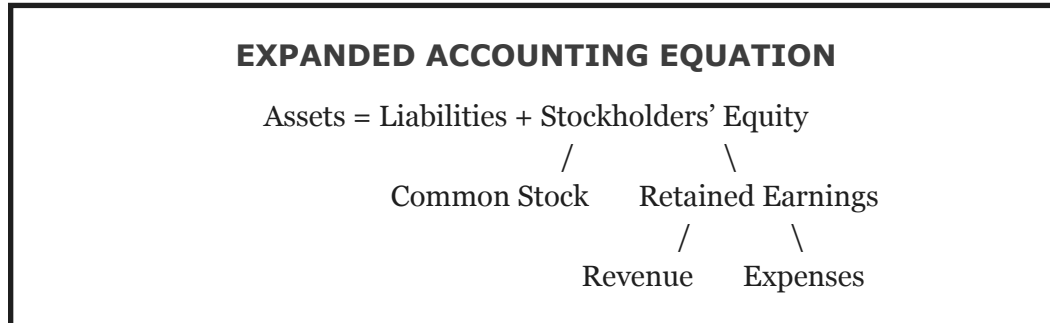 EXPANDED ACCOUNTING EQUATION
Assets = Liabilities + Stockholders’ Equity
/ \
Common Stock Retained Earnings
/ \
Revenue Expenses